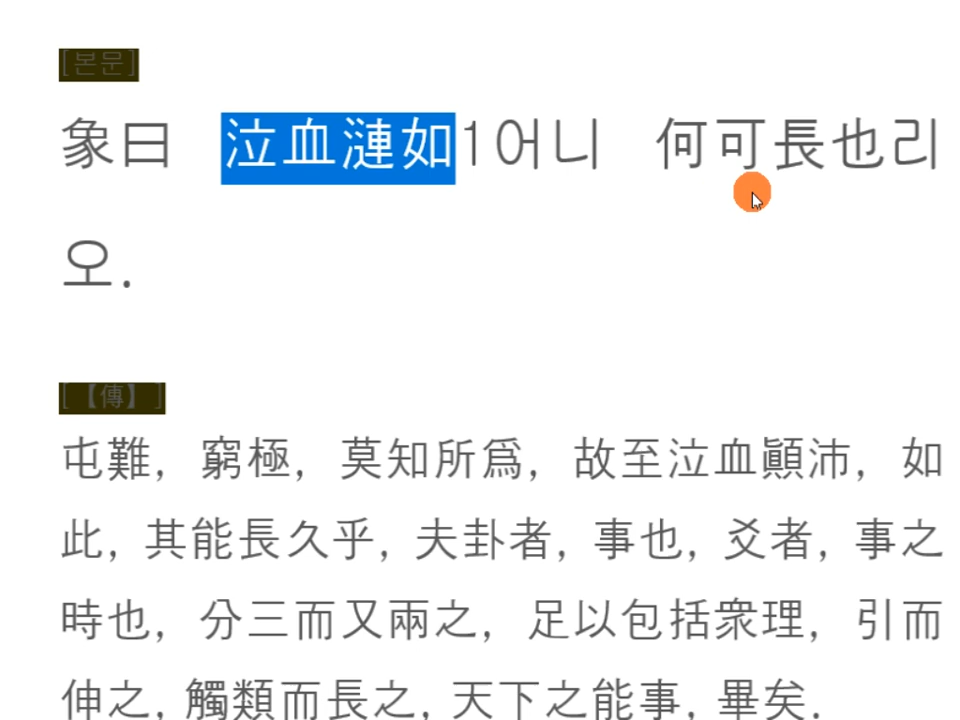 [본문]
象曰 泣血漣如1어니 何可長也리
오.
[【傳】]
屯難, 窮極, 莫知所爲, 故至泣血顚沛, 如
此, 其能長久乎, 夫卦者, 事也, 爻者, 事之
時也, 分三而又兩之, 足以包括衆理, 引而
伸之, 觸類而長之, 天下之能事, 畢矣.